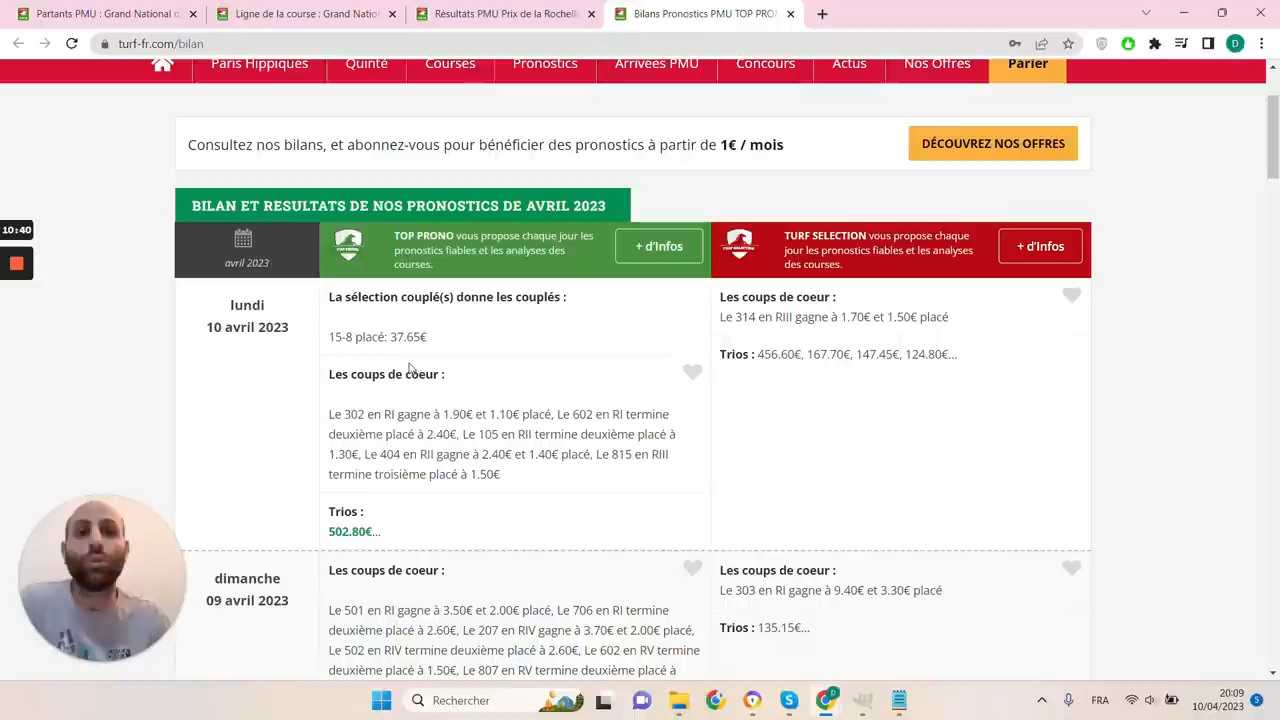 Partants PMU : Grand National d
Ligne de la course : Grand Natio
Résultats PMU Prix de la Rochelle
Bilans Pronostics PMU TOP PRON
turf-fr.com/bilan
D
Paris Hippiques
Quinté
Courses
Pronostics
Arrivées PMU
Concours
Actus
Nos Offres
Parier
Consultez nos bilans, et abonnez-vous pour bénéficier des pronostics à partir de 1€ / mois
DÉCOUVREZ NOS OFFRES
BILAN ET RESULTATS DE NOS PRONOSTICS DE AVRIL 2023
10:40
avril 2023
TOP PRONO
TOP PRONO vous propose chaque jour les
pronostics fiables et les analyses des
courses.
+ d'Infos
TURF SELECTION vous propose chaque
jour les pronostics fiables et les analyses
des courses.
+ d'Infos
lundi
10 avril 2023
La sélection couplé(s) donne les couplés :
15-8 placé: 37.65€
Les coups de coeur :
Le 302 en RI gagne à 1.90€ et 1.10€ placé, Le 602 en RI termine
deuxième placé à 2.40€, Le 105 en RII termine deuxième placé à
1.30€, Le 404 en RII gagne à 2.40€ et 1.40€ placé, Le 815 en RIII
termine troisième placé à 1.50€
Trios :
502.80€...
Les coups de coeur :
Le 314 en RIII gagne à 1.70€ et 1.50€ placé
Trios : 456.60€, 167.70€, 147.45€, 124.80€...
dimanche
09 avril 2023
Les coups de coeur :
Le 501 en RI gagne à 3.50€ et 2.00€ placé, Le 706 en RI termine
deuxième placé à 2.60€, Le 207 en RIV gagne à 3.70€ et 2.00€ placé,
Le 502 en RIV termine deuxième placé à 2.60€, Le 602 en RV termine
deuxième placé à 1.50€, Le 807 en RV termine deuxième placé à
Les coups de coeur :
Le 303 en RI gagne à 9.40€ et 3.30€ placé
Trios : 135.15€...
Rechercher
FRA
20:09
10/04/2023
5